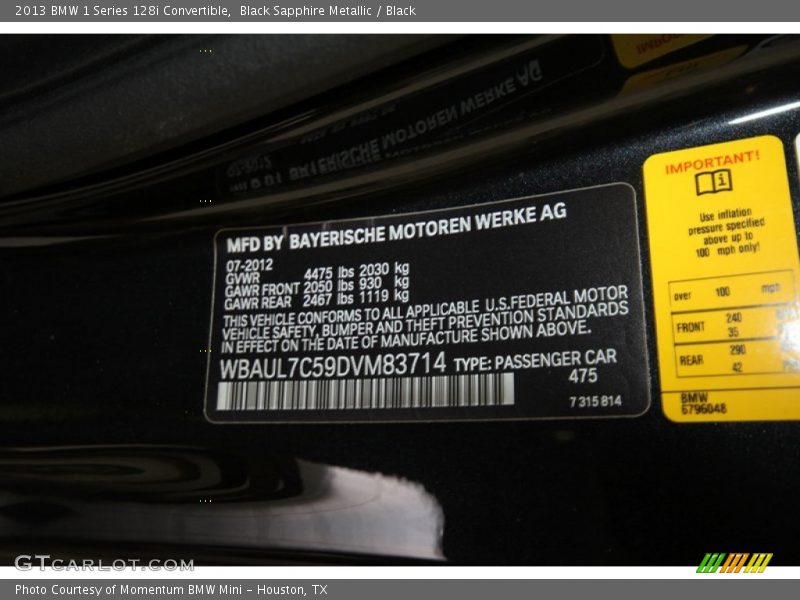 2013 BMW 1 Series 128i Convertible,  Black Sapphire Metallic / Black
MFD BY BAYERISCHE MOTOREN WERKE AG
07-2012
GVWR 4475 lbs 2030 kg
GAWR FRONT 2050 lbs 930 kg
GAWR REAR 2467 lbs 1119 kg
THIS VEHICLE CONFORMS TO ALL APPLICABLE U.S.FEDERAL MOTOR
VEHICLE SAFETY, BUMPER AND THEFT PREVENTION STANDARDS
IN EFFECT ON THE DATE OF MANUFACTURE SHOWN ABOVE.
WBAUL7C59DVM83714 TYPE: PASSENGER CAR
475
7 315 814
IMPORTANT!
Use inflation
pressure specified
above up to
100 mph only!
over 100 mph
FRONT 240
35
REAR 290
42
BMW
6796048
GTCARLOT.COM
Photo Courtesy of Momentum BMW Mini - Houston, TX